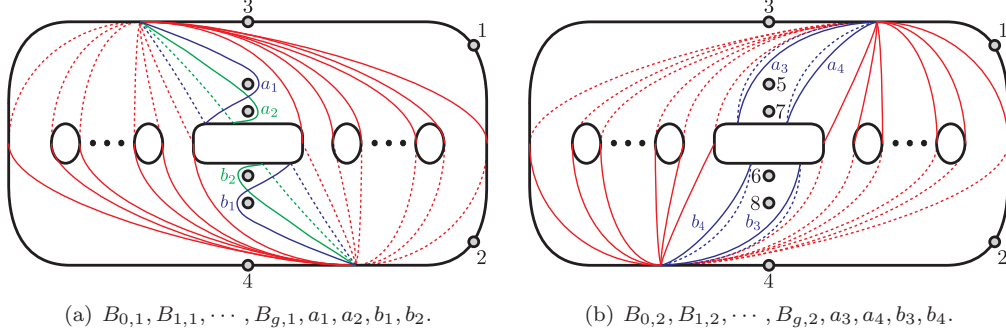 3
1
a₁
a₂
b₂
b₁
4
2
(a) B₀,₁, B₁,₁, ⋯ , B_g,₁, a₁, a₂, b₁, b₂.
3
1
a₃
a₄
5
7
6
8
b₄
b₃
4
2
(b) B₀,₂, B₁,₂, ⋯ , B_g,₂, a₃, a₄, b₃, b₄.